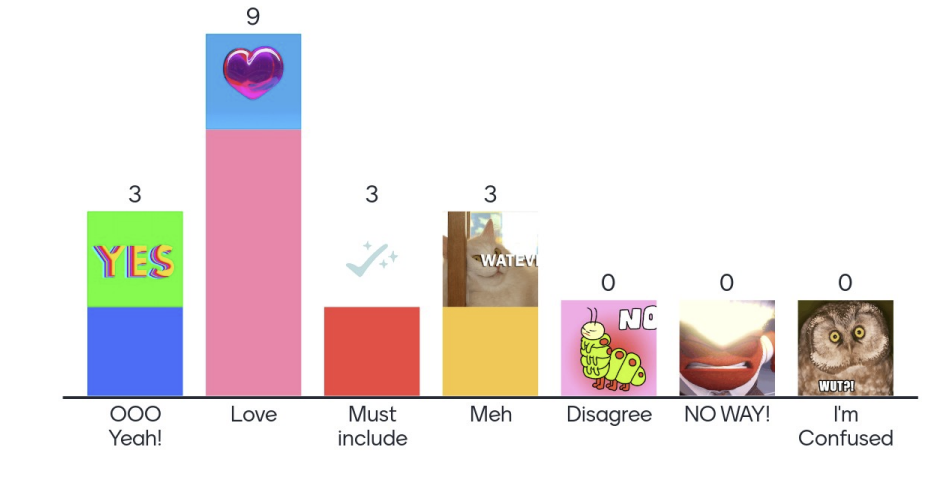 9
3
3
3
0
0
0
YES
WATEV
NO
WUT?!
OOO
Yeah!
Love
Must
include
Meh
Disagree
NO WAY!
I'm
Confused